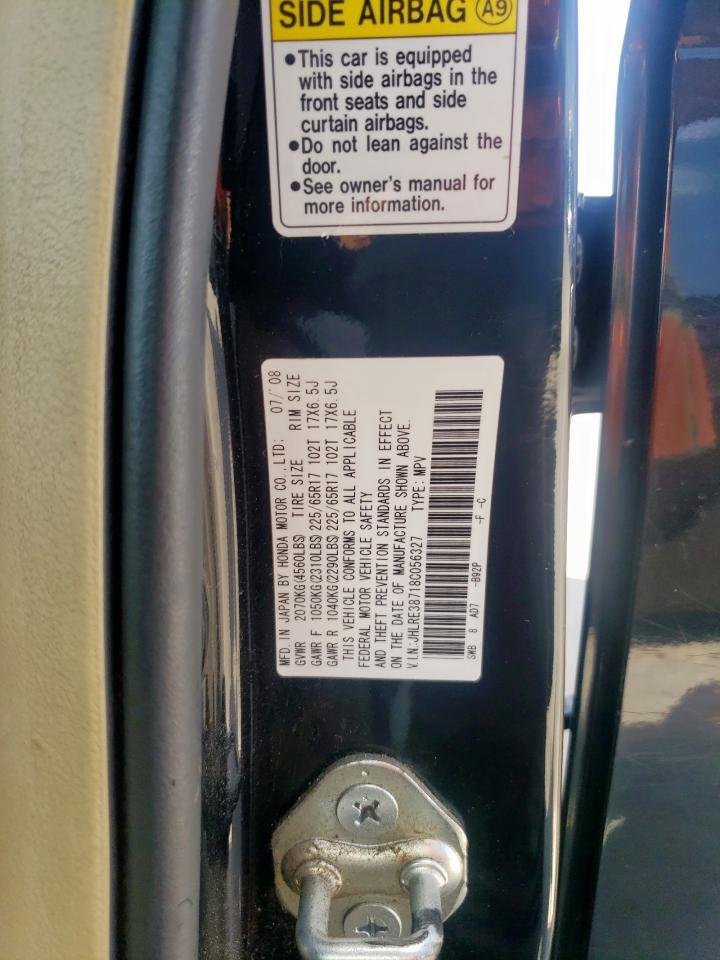 SIDE AIRBAG A9
●This car is equipped
with side airbags in the
front seats and side
curtain airbags.
●Do not lean against the
door.
●See owner's manual for
more information.
MFD. IN JAPAN BY HONDA MOTOR CO., LTD: 07/'08
GVWR 2070KG(4560LBS) TIRE SIZE RIM SIZE
GAWR F 1050KG(2310LBS) 225/65R17 102T 17X6.5J
GAWR R 1040KG(2290LBS) 225/65R17 102T 17X6.5J
THIS VEHICLE CONFORMS TO ALL APPLICABLE
FEDERAL MOTOR VEHICLE SAFETY
AND THEFT PREVENTION STANDARDS IN EFFECT
ON THE DATE OF MANUFACTURE SHOWN ABOVE.
V.I.N.:JHLRE38718C056327 TYPE: MPV
SWB 8 AD7 -B92P -F -C